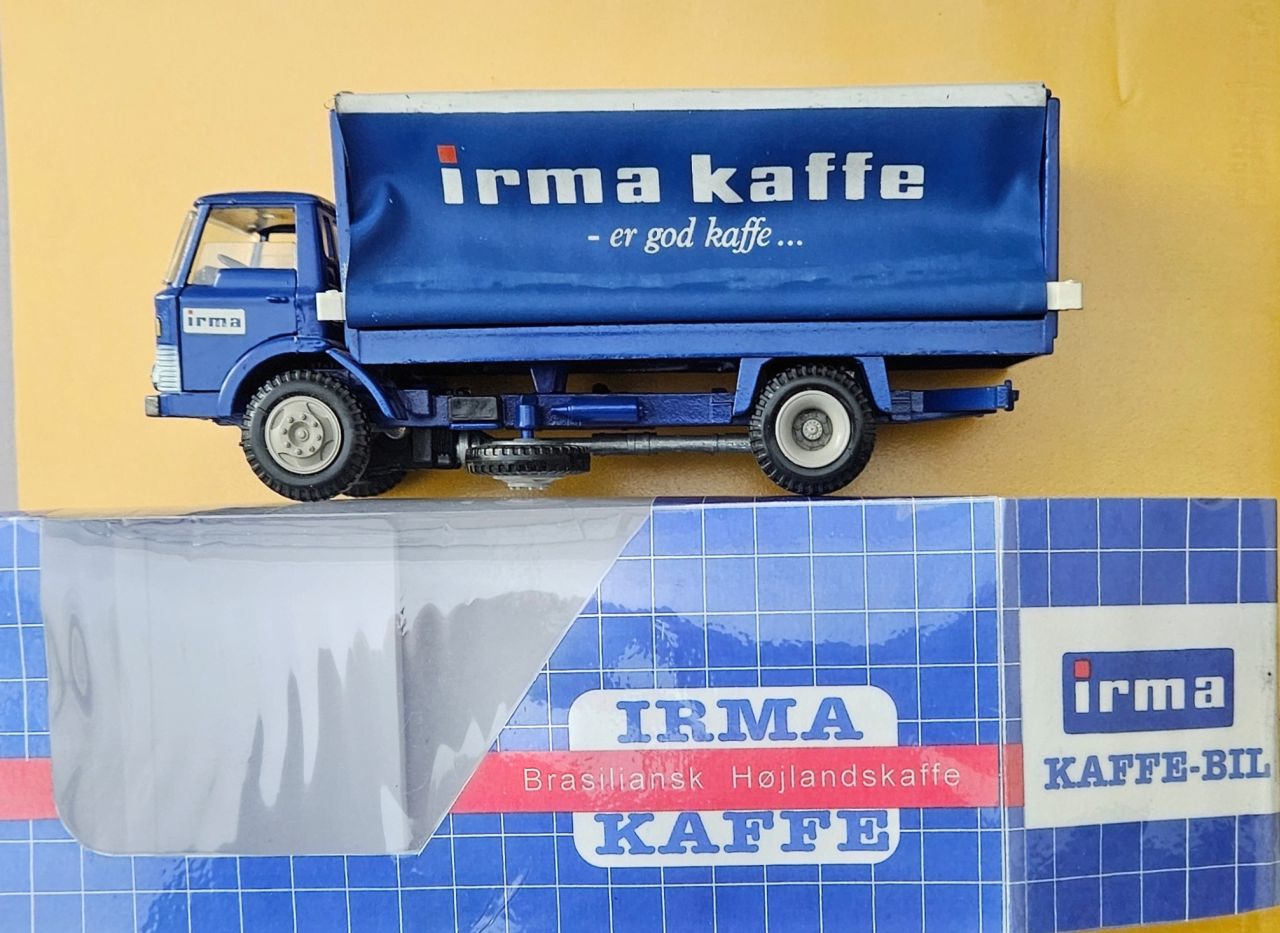 irma kaffe
- er god kaffe...
irma
IRMA
Brasiliansk Højlandskaffe
KAFFE
irma
KAFFE-BIL